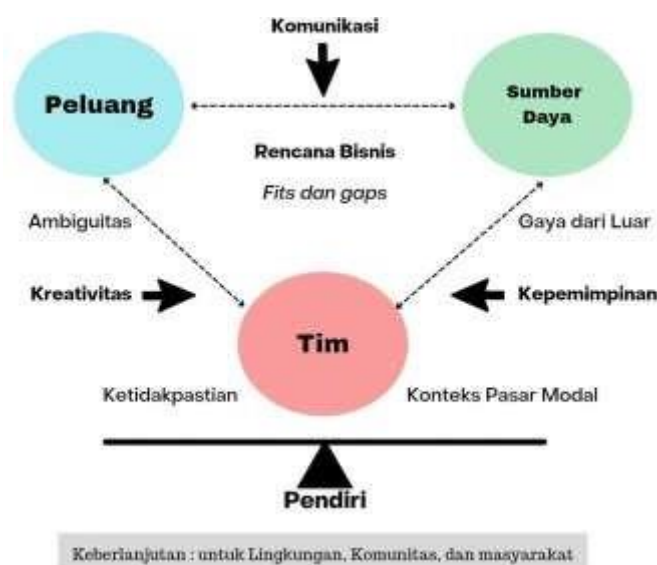 Komunikasi
Peluang
Sumber
Daya
Rencana Bisnis
Fits dan gaps
Ambiguitas
Gaya dari Luar
Kreativitas
Kepemimpinan
Tim
Ketidakpastian
Konteks Pasar Modal
Pendiri
Keberlanjutan : untuk Lingkungan, Komunitas, dan masyarakat